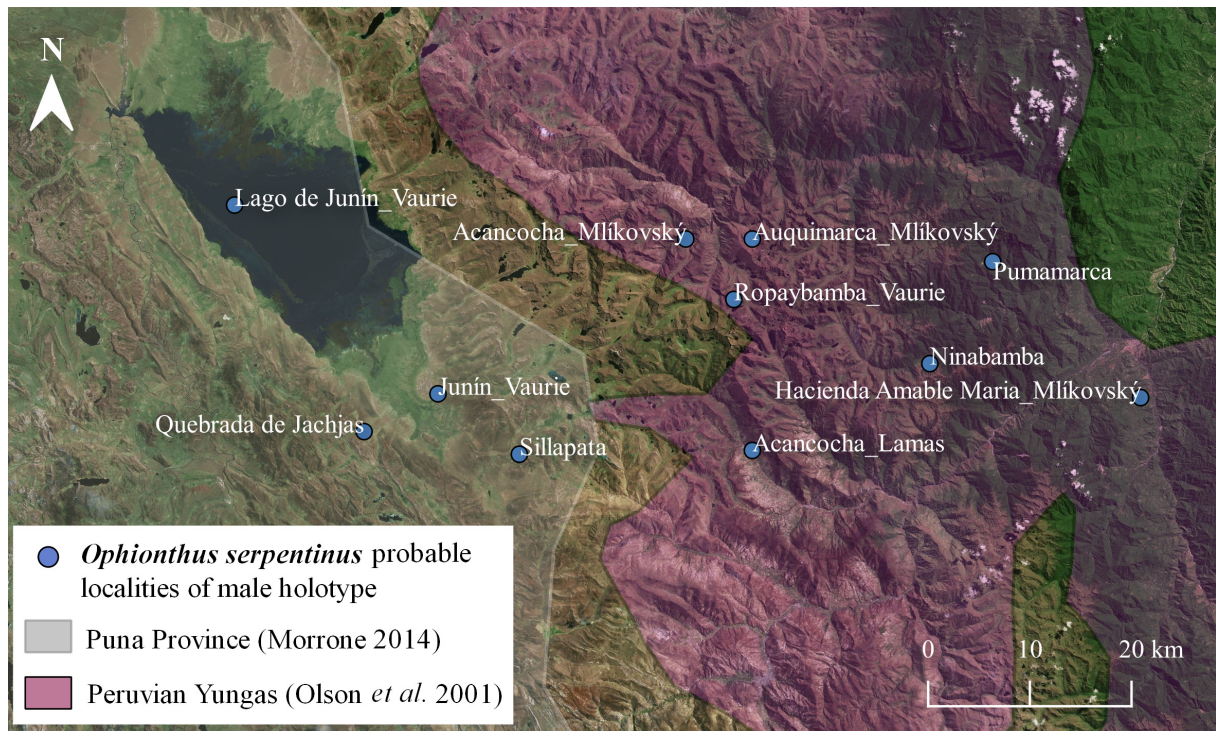 N
Lago de Junín_Vaurie
Acancocha_Mlíkovský
Auquimarca_Mlíkovský
Pumamarca
Ropaybamba_Vaurie
Ninabamba
Junín_Vaurie
Hacienda Amable Maria_Mlíkovský
Quebrada de Jachjas
Sillapata
Acancocha_Lamas
Ophionthus serpentinus probable
localities of male holotype
Puna Province (Morrone 2014)
Peruvian Yungas (Olson et al. 2001)
0 10 20 km